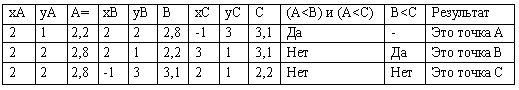 xA yA A= xB yB B xC yC C (A<B) и (A<C) B<C Результат
2 1 2,2 2 2 2,8 -1 3 3,1 Да - Это точка A
2 2 2,8 2 1 2,2 3 1 3,1 Нет Да Это точка B
2 2 2,8 -1 3 3,1 2 1 2,2 Нет Нет Это точка C